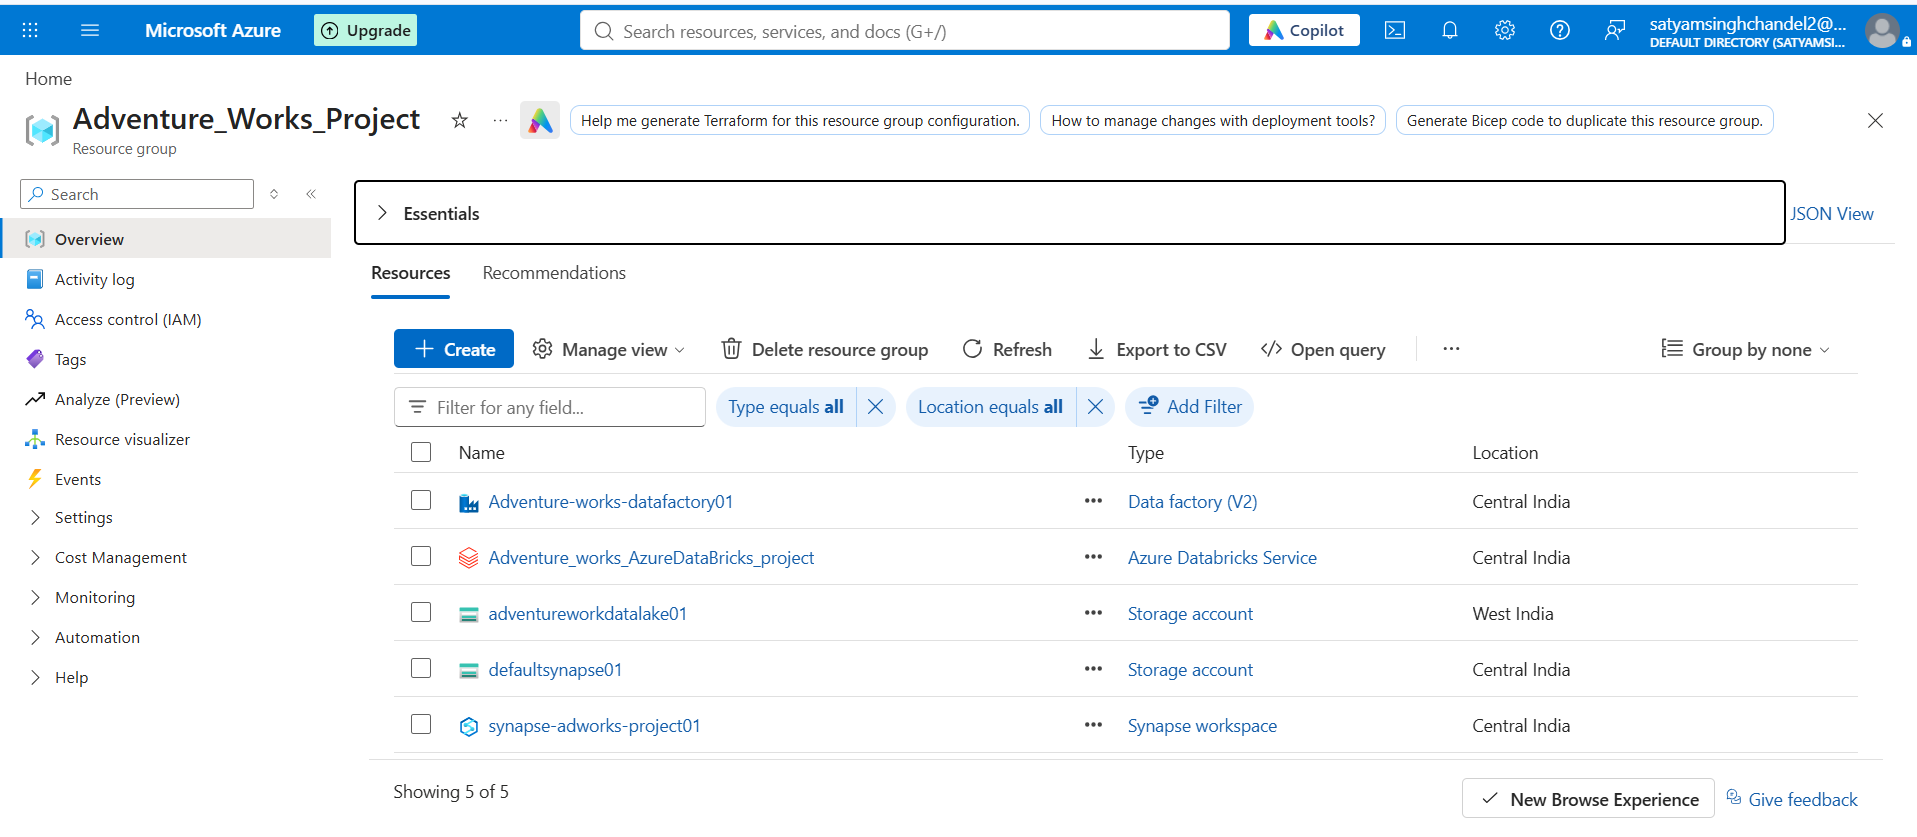 Microsoft Azure
Upgrade
Search resources, services, and docs (G+/)
Copilot
satyamsinghchandel2@...
DEFAULT DIRECTORY (SATYAMSI...
Home
Adventure_Works_Project
Resource group
Help me generate Terraform for this resource group configuration.
How to manage changes with deployment tools?
Generate Bicep code to duplicate this resource group.
Search
Overview
Activity log
Access control (IAM)
Tags
Analyze (Preview)
Resource visualizer
Events
Settings
Cost Management
Monitoring
Automation
Help
Essentials
JSON View
Resources
Recommendations
Create
Manage view
Delete resource group
Refresh
Export to CSV
Open query
Group by none
Filter for any field...
Type equals all
Location equals all
Add Filter
Name Type Location
Adventure-works-datafactory01 Data factory (V2) Central India
Adventure_works_AzureDataBricks_project Azure Databricks Service Central India
adventureworkdatalake01 Storage account West India
defaultsynapse01 Storage account Central India
synapse-adworks-project01 Synapse workspace Central India
Showing 5 of 5
New Browse Experience
Give feedback